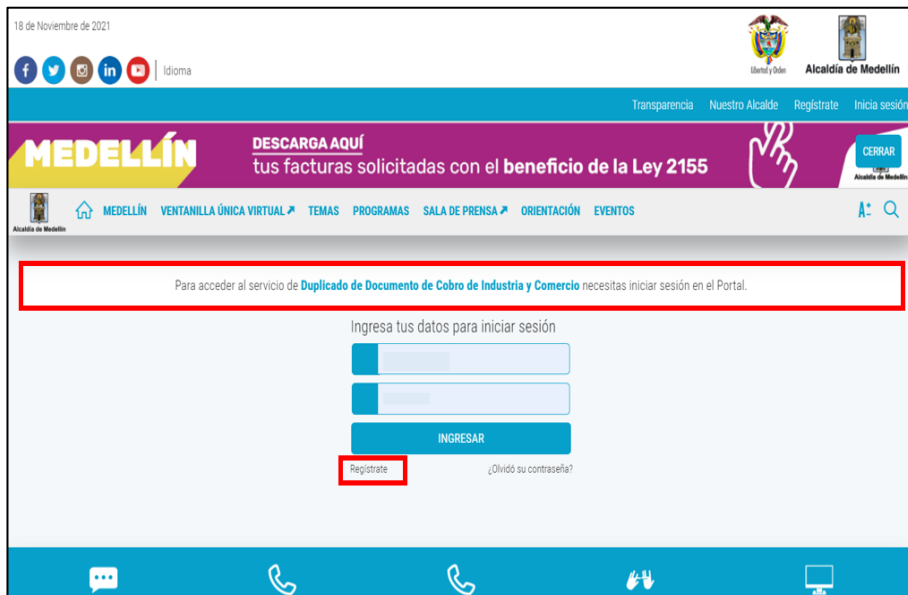 18 de Noviembre de 2021
Libertad y Orden
Alcaldía de Medellín
Idioma
Transparencia Nuestro Alcalde Regístrate Inicia sesión
MEDELLÍN
DESCARGA AQUÍ
tus facturas solicitadas con el beneficio de la Ley 2155
CERRAR
Alcaldía de Medellín
Alcaldía de Medellín
MEDELLÍN VENTANILLA ÚNICA VIRTUAL TEMAS PROGRAMAS SALA DE PRENSA ORIENTACIÓN EVENTOS
Para acceder al servicio de Duplicado de Documento de Cobro de Industria y Comercio necesitas iniciar sesión en el Portal.
Ingresa tus datos para iniciar sesión
INGRESAR
Regístrate ¿Olvidó su contraseña?